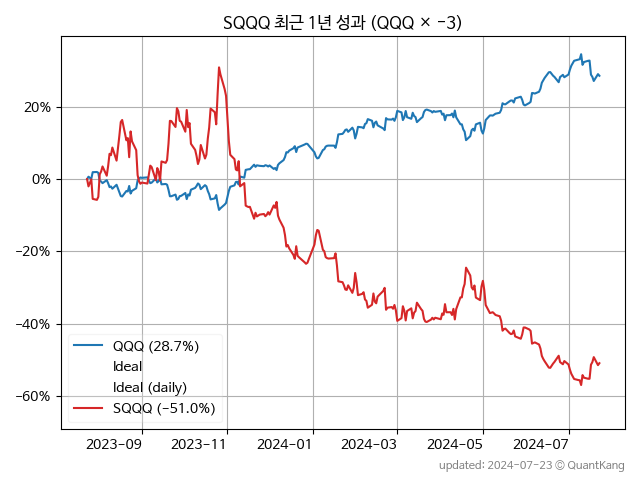 SQQQ 최근 1년 성과 (QQQ × −3)
20%
0%
−20%
−40%
−60%
QQQ (28.7%)
Ideal
Ideal (daily)
SQQQ (−51.0%)
2023−09 2023−11 2024−01 2024−03 2024−05 2024−07
updated: 2024-07-23 © QuantKang